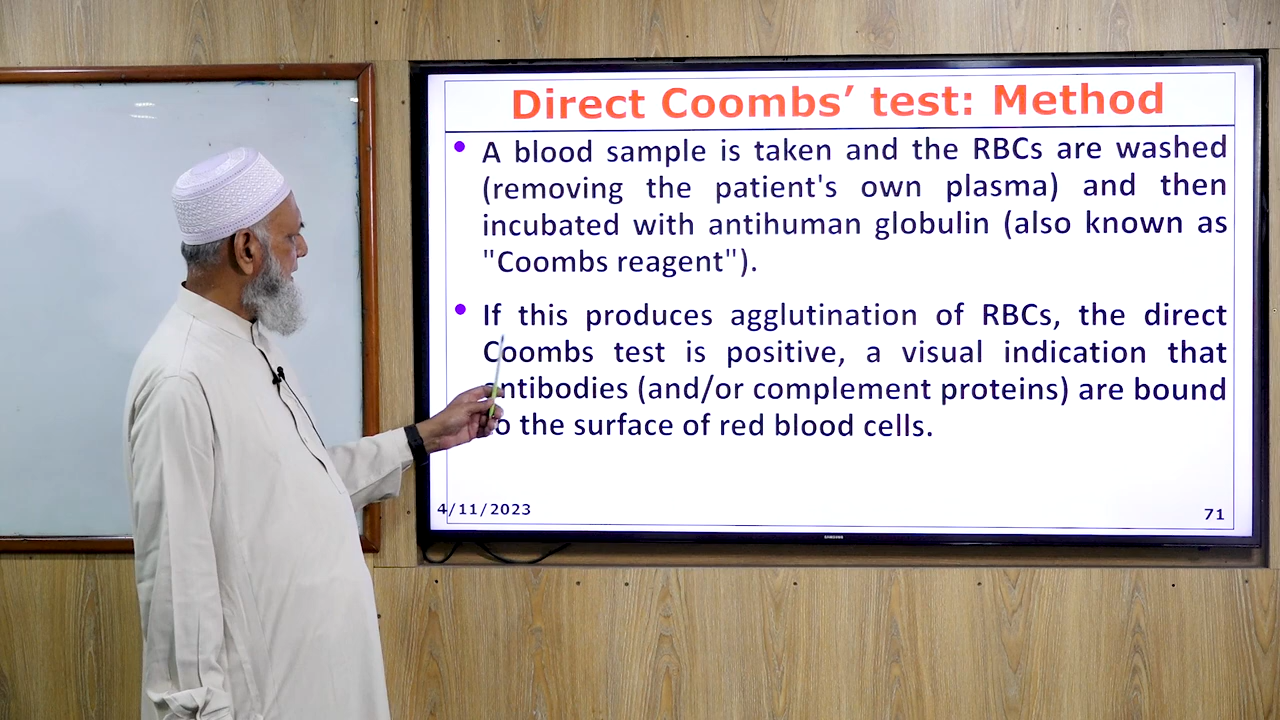 Direct Coombs’ test: Method
• A blood sample is taken and the RBCs are washed
(removing the patient's own plasma) and then
incubated with antihuman globulin (also known as
"Coombs reagent").
• If this produces agglutination of RBCs, the direct
Coombs test is positive, a visual indication that
antibodies (and/or complement proteins) are bound
to the surface of red blood cells.
4/11/2023
71
SAMSUNG